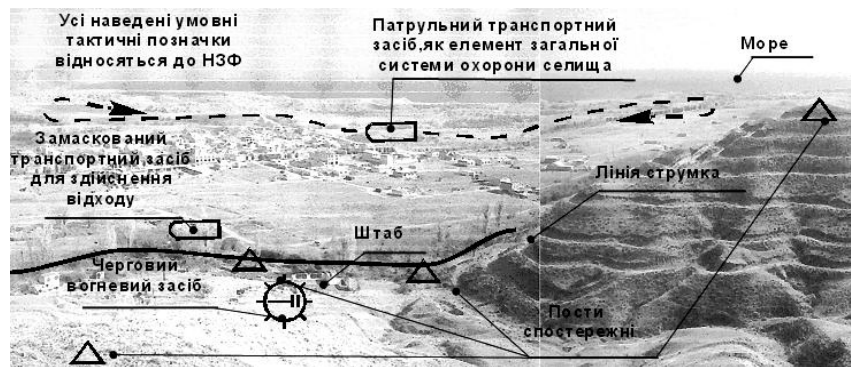 Усі наведені умовні
тактичні позначки
відносяться до НЗФ
Патрульний транспортний
засіб,як елемент загальної
системи охорони селища
Море
Замаскований
транспортний засіб
для здійснення
відходу
Лінія струмка
Штаб
Черговий
вогневий засіб
Пости
спостережні